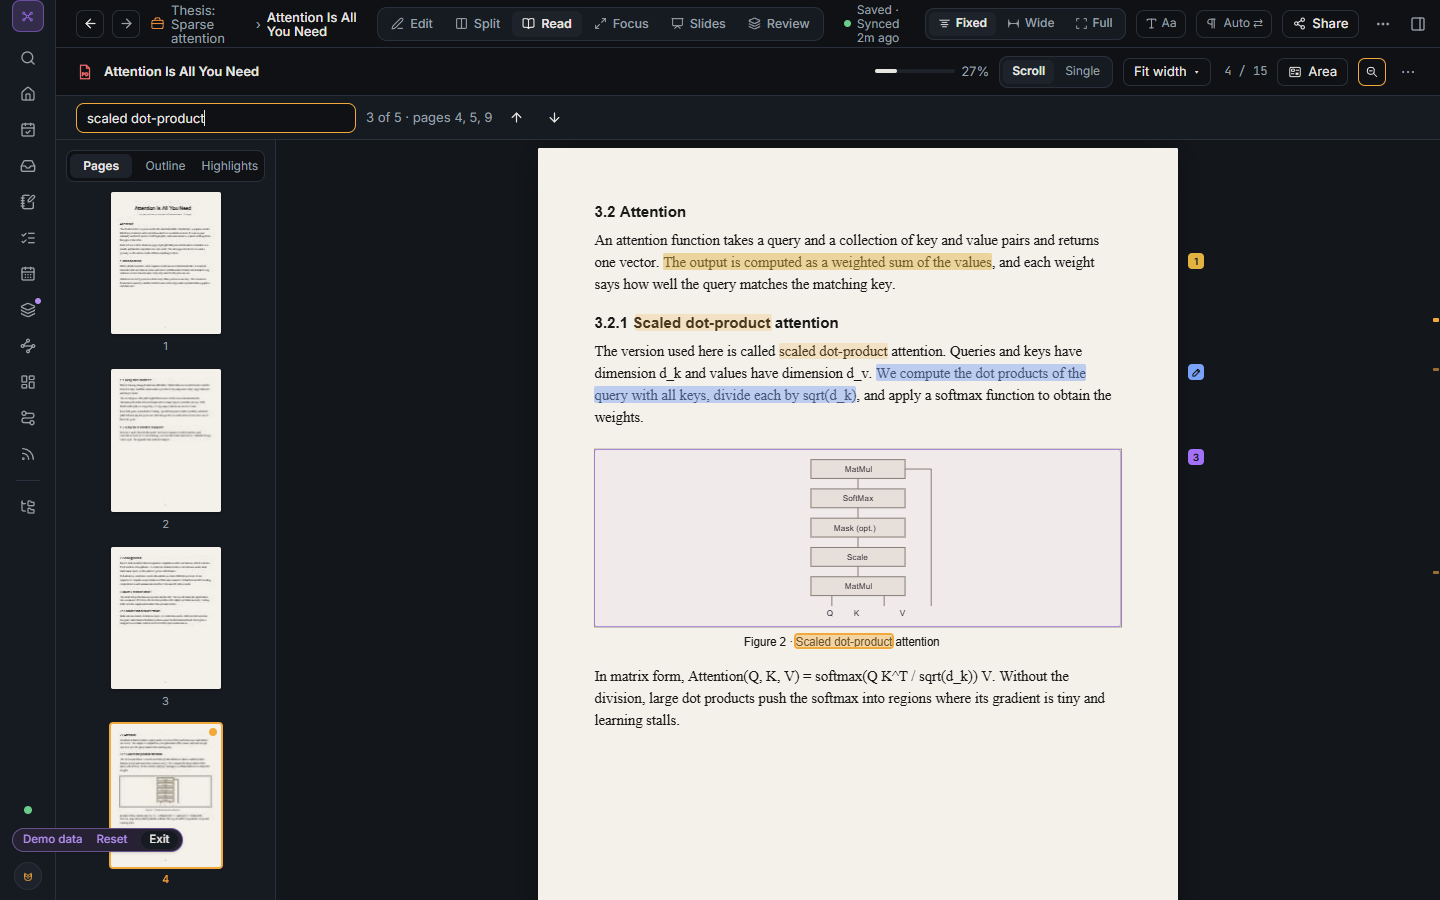 Thesis: Sparse attention
›
Attention Is All You Need
Edit
Split
Read
Focus
Slides
Review
Saved · Synced 2m ago
Fixed
Wide
Full
Aa
Auto
Share
Attention Is All You Need
27%
Scroll
Single
Fit width
4 / 15
Area
scaled dot-product
3 of 5 · pages 4, 5, 9
Pages
Outline
Highlights
Attention Is All You Need
1
2
3
4
Demo data
Reset
Exit
3.2 Attention
An attention function takes a query and a collection of key and value pairs and returns
one vector. The output is computed as a weighted sum of the values, and each weight
says how well the query matches the matching key.
1
3.2.1 Scaled dot-product attention
The version used here is called scaled dot-product attention. Queries and keys have
dimension d_k and values have dimension d_v. We compute the dot products of the
query with all keys, divide each by sqrt(d_k), and apply a softmax function to obtain the
weights.
3
MatMul
SoftMax
Mask (opt.)
Scale
MatMul
Q K V
Figure 2 · Scaled dot-product attention
In matrix form, Attention(Q, K, V) = softmax(Q K^T / sqrt(d_k)) V. Without the
division, large dot products push the softmax into regions where its gradient is tiny and
learning stalls.